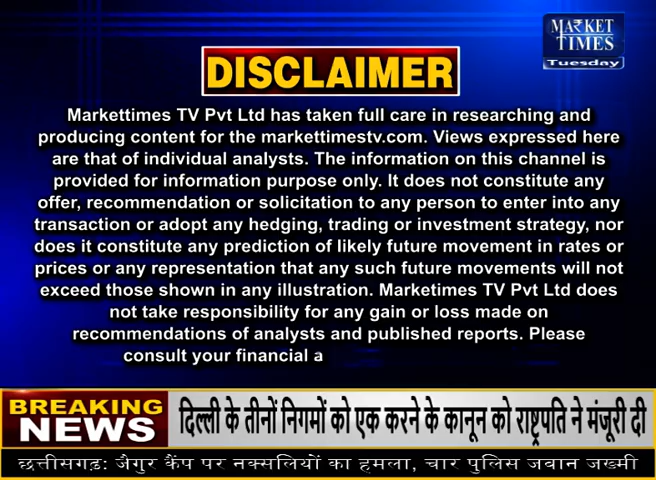 MARKET
TIMES
Tuesday
DISCLAIMER
Markettimes TV Pvt Ltd has taken full care in researching and
producing content for the markettimestv.com. Views expressed here
are that of individual analysts. The information on this channel is
provided for information purpose only. It does not constitute any
offer, recommendation or solicitation to any person to enter into any
transaction or adopt any hedging, trading or investment strategy, nor
does it constitute any prediction of likely future movement in rates or
prices or any representation that any such future movements will not
exceed those shown in any illustration. Marketimes TV Pvt Ltd does
not take responsibility for any gain or loss made on
recommendations of analysts and published reports. Please
consult your financial a
BREAKING
NEWS
दिल्ली के तीनों निगमों को एक करने के कानून को राष्ट्रपति ने मंजूरी दी
छत्तीसगढ़: जैगुर कैंप पर नक्सलियों का हमला, चार पुलिस जवान जख्मी